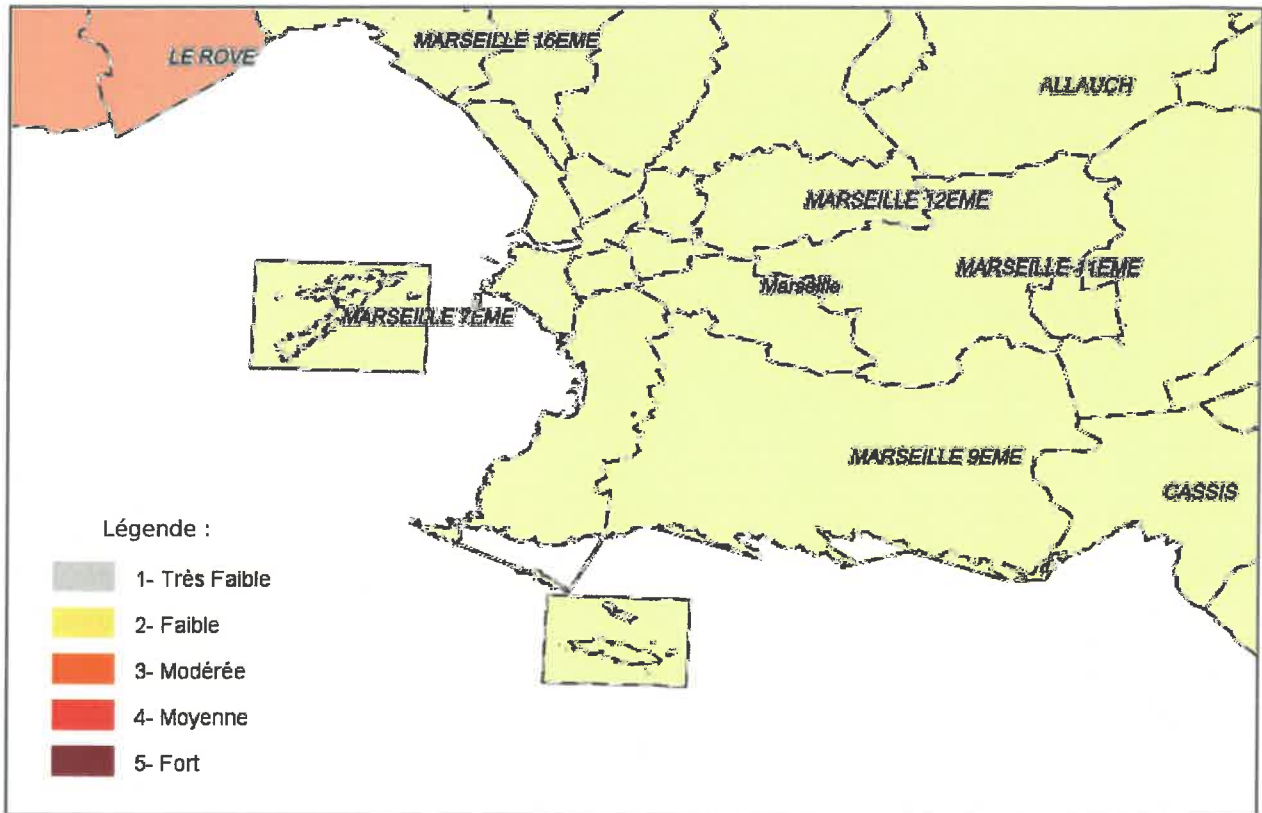 MARSEILLE 16EME
LE ROVE
ALLAUCH
MARSEILLE 12EME
MARSEILLE 11EME
Marseille
MARSEILLE 7EME
MARSEILLE 9EME
CASSIS
Légende :
1- Très Faible
2- Faible
3- Modérée
4- Moyenne
5- Fort